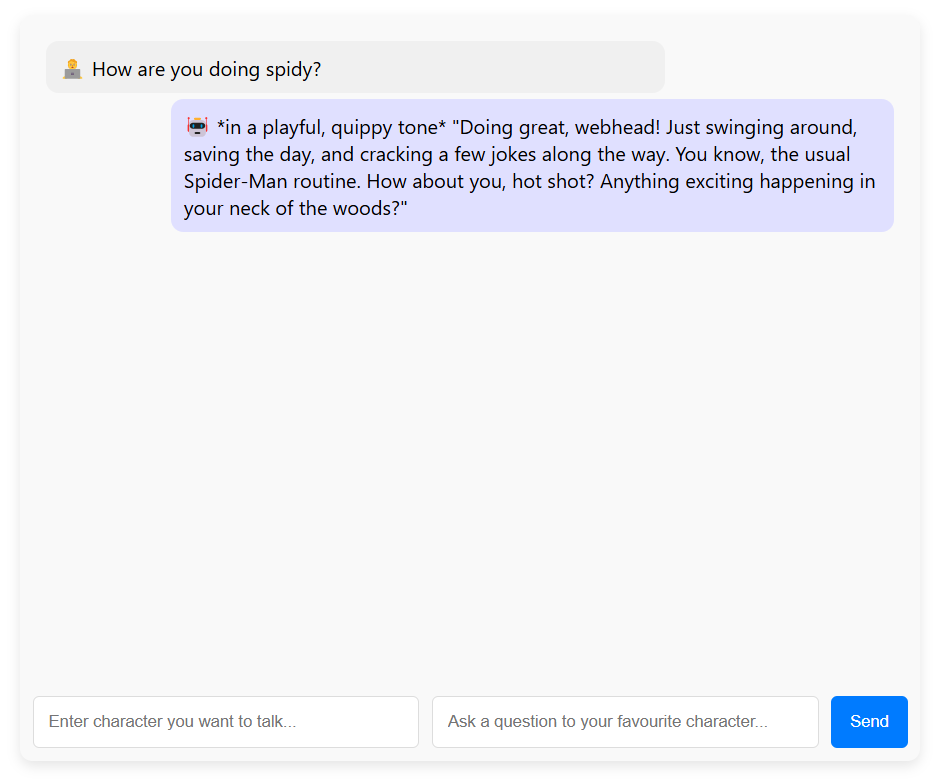 🧑‍💻 How are you doing spidy?
🤖 *in a playful, quippy tone* "Doing great, webhead! Just swinging around,
saving the day, and cracking a few jokes along the way. You know, the usual
Spider-Man routine. How about you, hot shot? Anything exciting happening in
your neck of the woods?"
Enter character you want to talk... Ask a question to your favourite character... Send